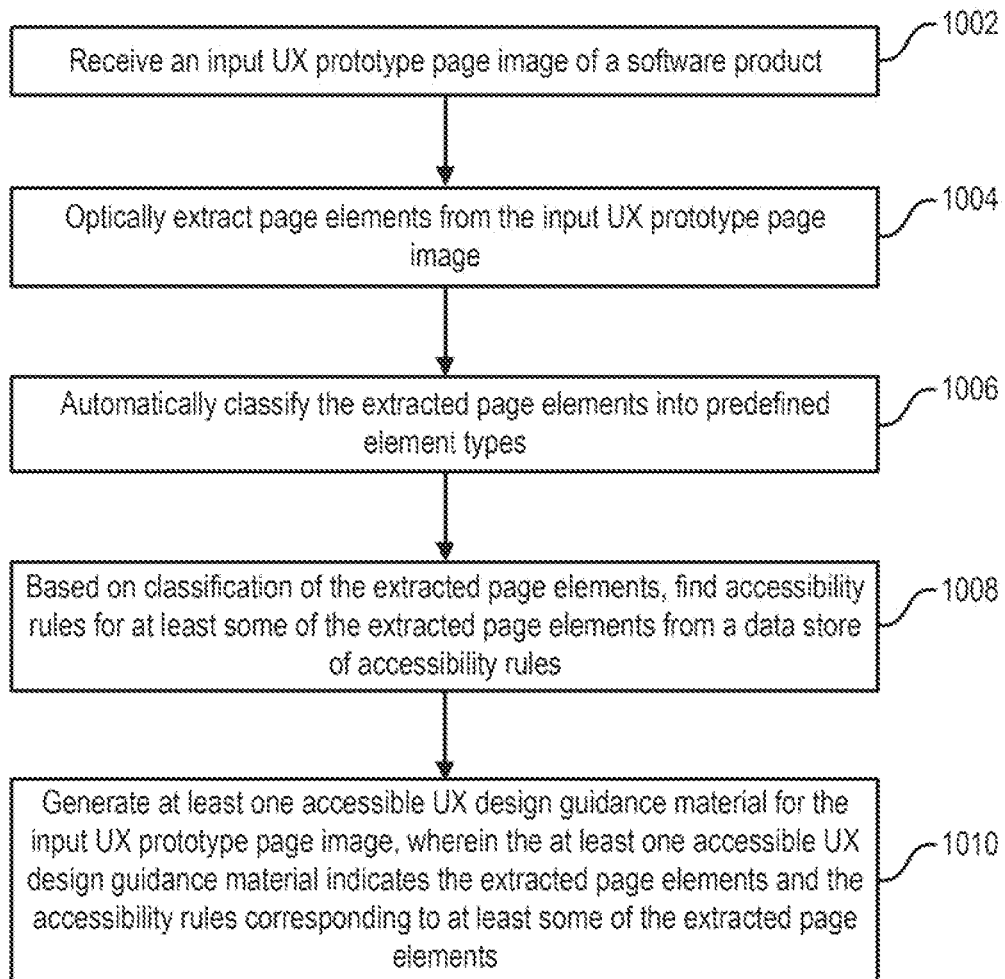 1002
Receive an input UX prototype page image of a software product
1004
Optically extract page elements from the input UX prototype page
image
1006
Automatically classify the extracted page elements into predefined
element types
1008
Based on classification of the extracted page elements, find accessibility
rules for at least some of the extracted page elements from a data store
of accessibility rules
1010
Generate at least one accessible UX design guidance material for the
input UX prototype page image, wherein the at least one accessible UX
design guidance material indicates the extracted page elements and the
accessibility rules corresponding to at least some of the extracted page
elements